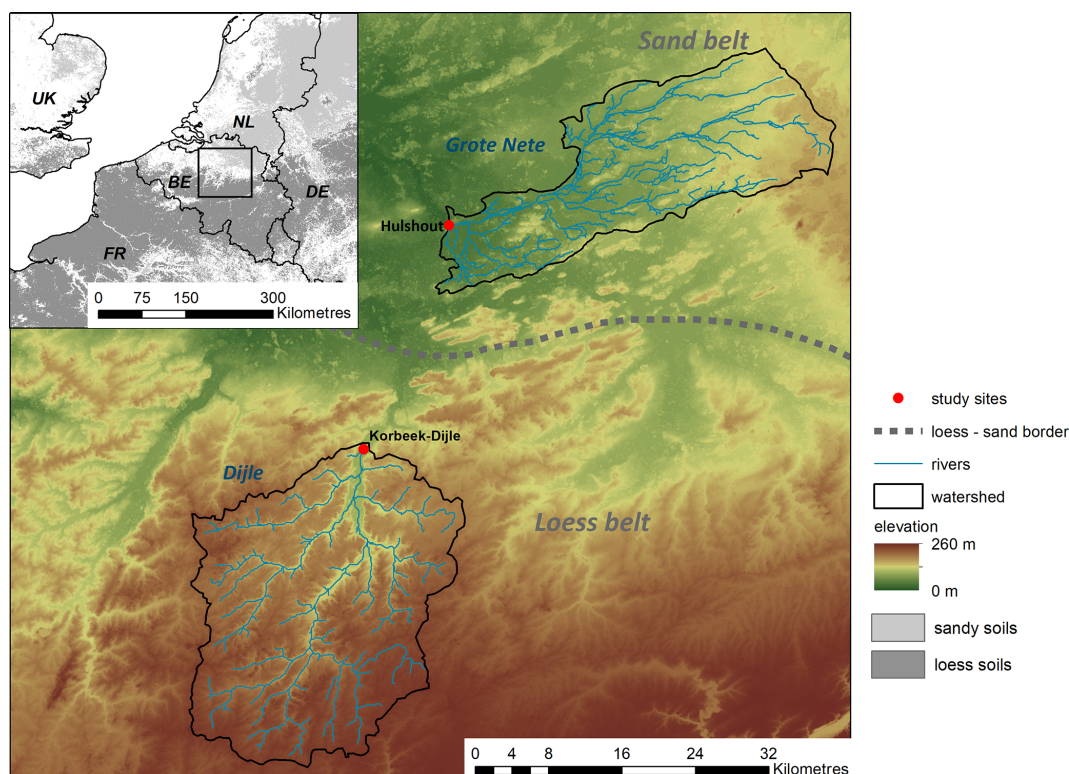 Sand belt
UK
NL
Grote Nete
BE
DE
Hulshout
FR
0 75 150 300
Kilometres
Korbeek-Dijle
Dijle
Loess belt
study sites
loess - sand border
rivers
watershed
elevation
260 m
0 m
sandy soils
loess soils
0 2 4 8 16 24 32
Kilometres